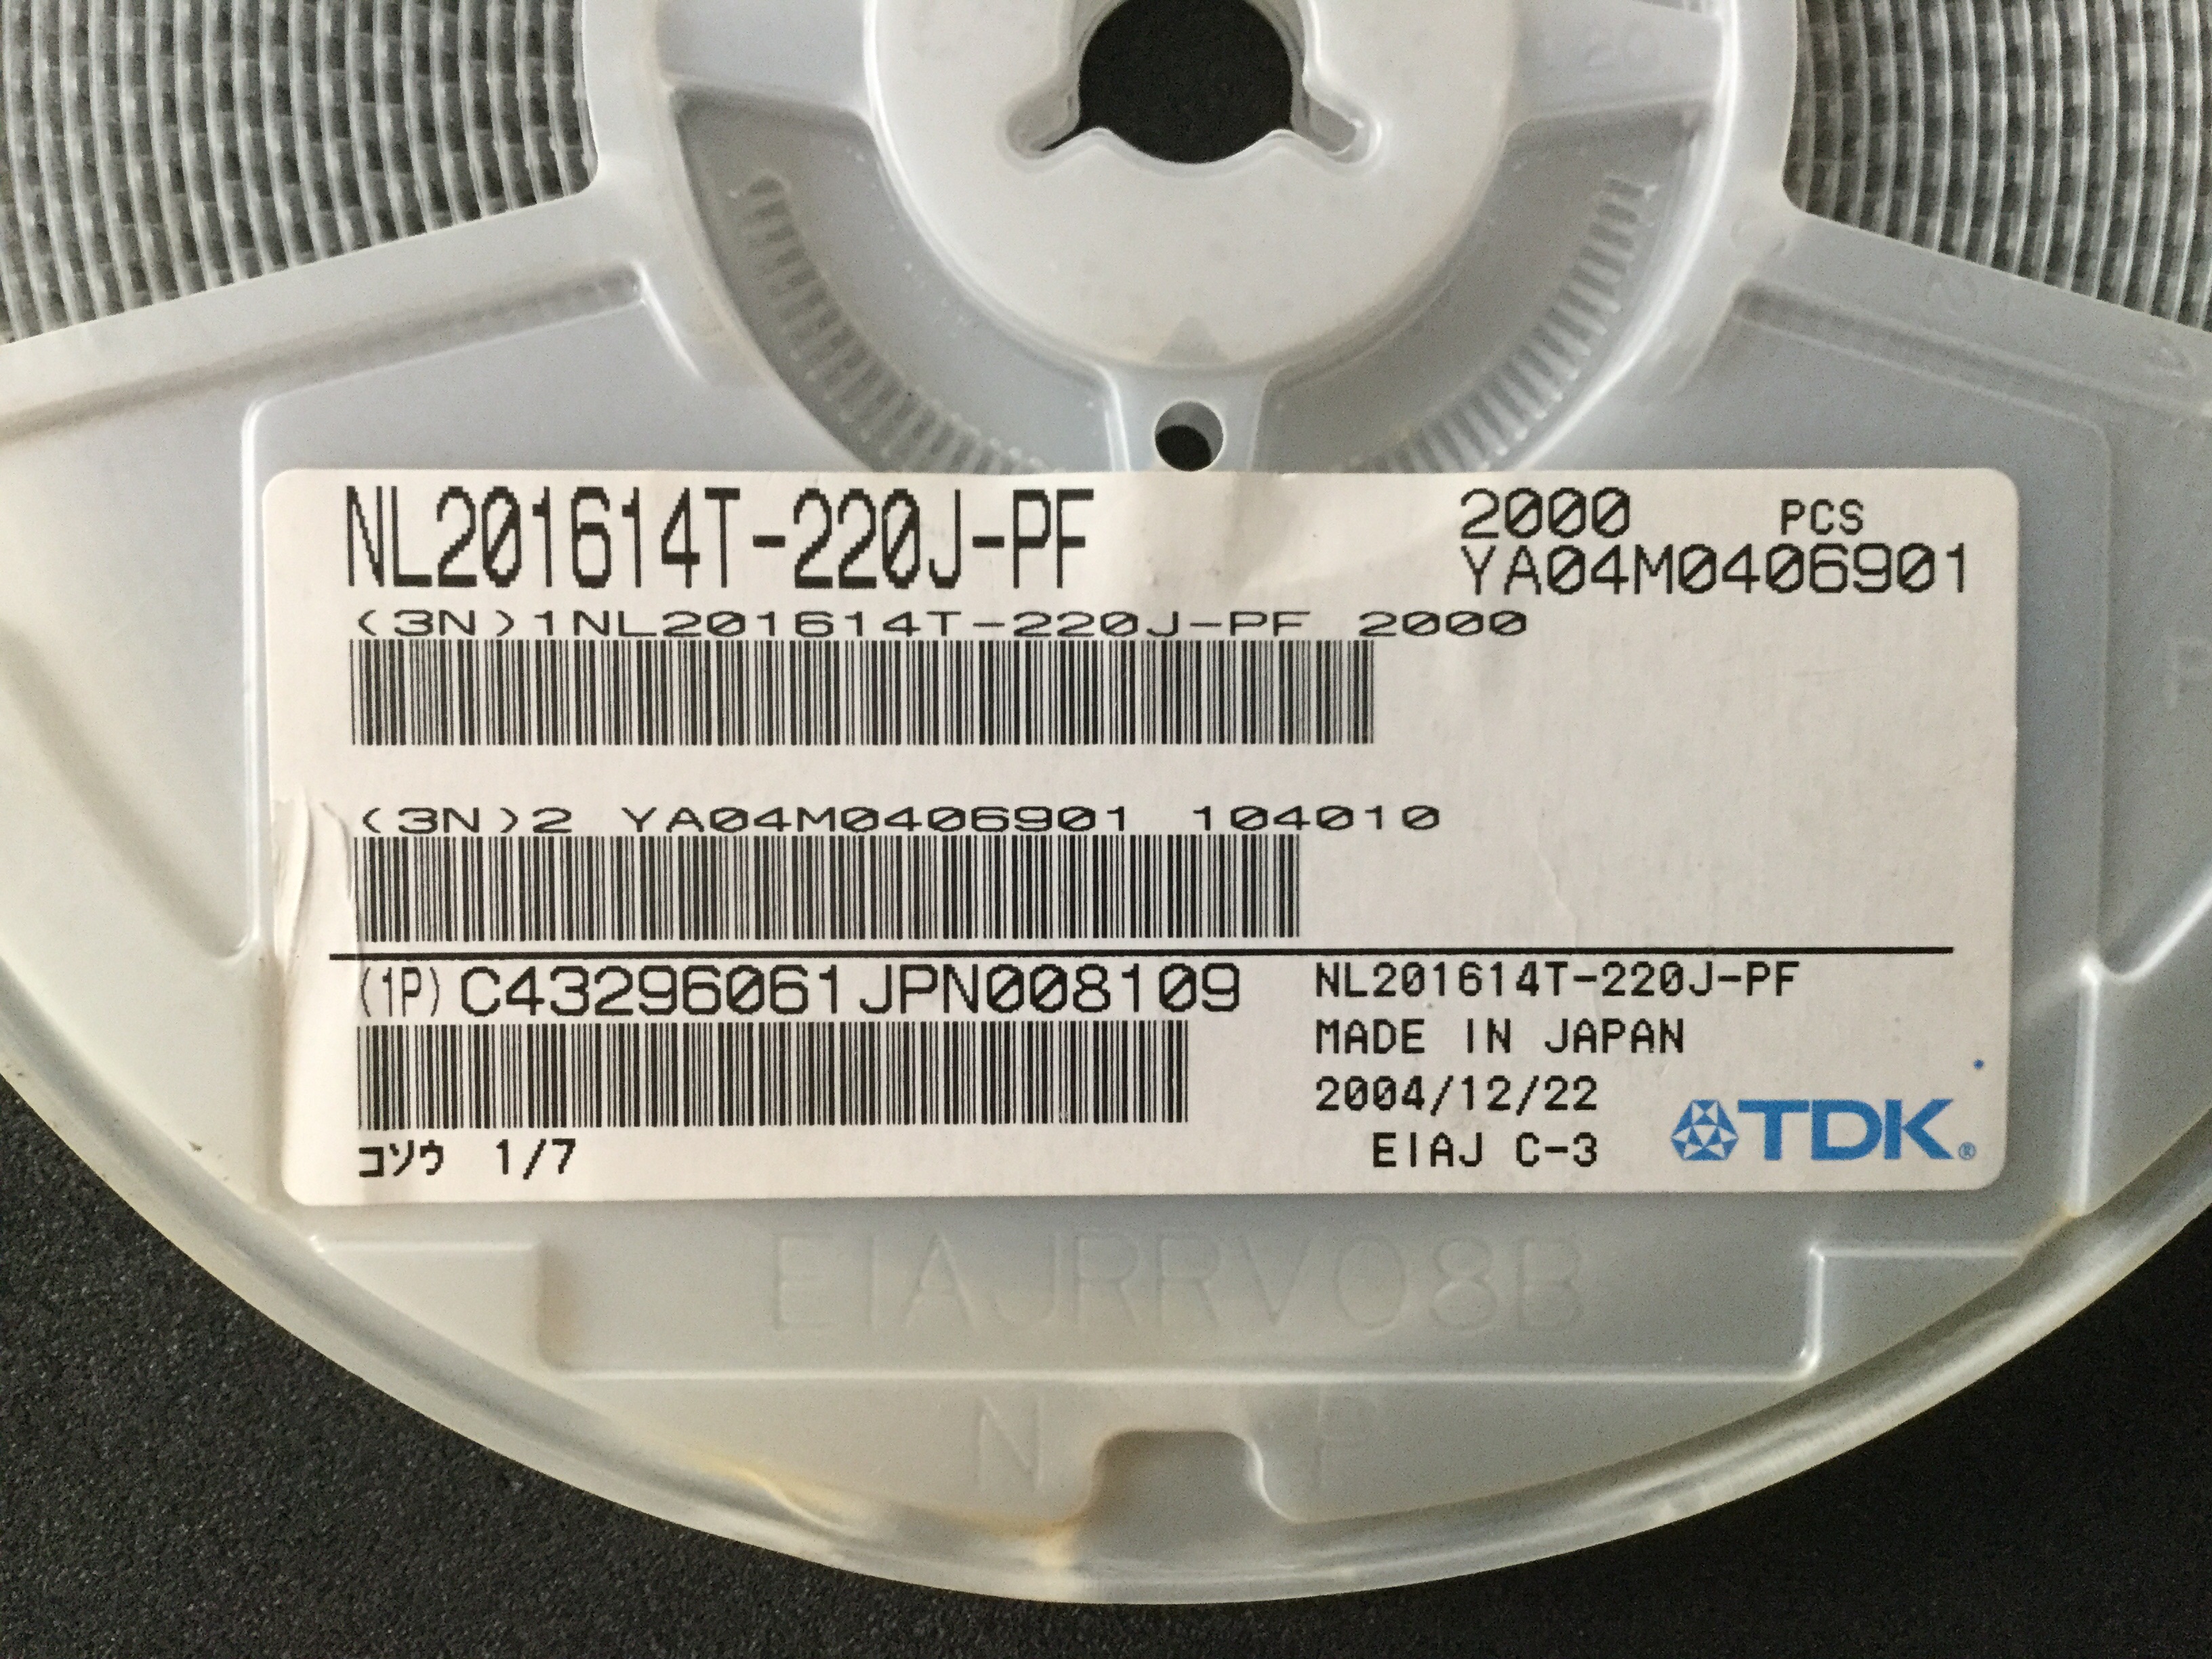 NL201614T-220J-PF
2000 PCS
YA04M0406901
(3N)1NL201614T-220J-PF 2000
(3N)2 YA04M0406901 104010
(1P) C43296061JPN008109
NL201614T-220J-PF
MADE IN JAPAN
2004/12/22
EIAJ C-3
TDK®
コソウ 1/7
EIAJRRV08B
N P